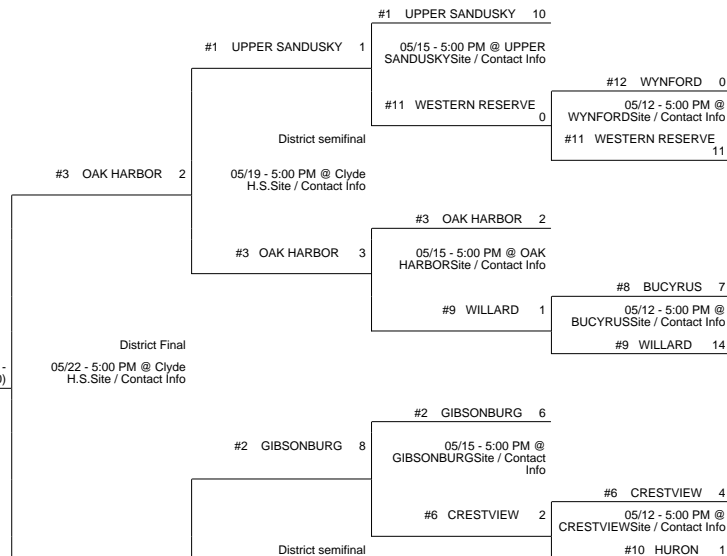 #1 UPPER SANDUSKY 10
#1 UPPER SANDUSKY 1
05/15 - 5:00 PM @ UPPER
SANDUSKYSite / Contact Info
#12 WYNFORD 0
#11 WESTERN RESERVE
0
05/12 - 5:00 PM @
WYNFORDSite / Contact Info
District semifinal
#11 WESTERN RESERVE
11
#3 OAK HARBOR 2
05/19 - 5:00 PM @ Clyde
H.S.Site / Contact Info
#3 OAK HARBOR 2
#3 OAK HARBOR 3
05/15 - 5:00 PM @ OAK
HARBORSite / Contact Info
#8 BUCYRUS 7
#9 WILLARD 1
05/12 - 5:00 PM @
BUCYRUSSite / Contact Info
District Final
#9 WILLARD 14
-
0)
05/22 - 5:00 PM @ Clyde
H.S.Site / Contact Info
#2 GIBSONBURG 6
#2 GIBSONBURG 8
05/15 - 5:00 PM @
GIBSONBURGSite / Contact
Info
#6 CRESTVIEW 4
#6 CRESTVIEW 2
05/12 - 5:00 PM @
CRESTVIEWSite / Contact Info
District semifinal
#10 HURON 1